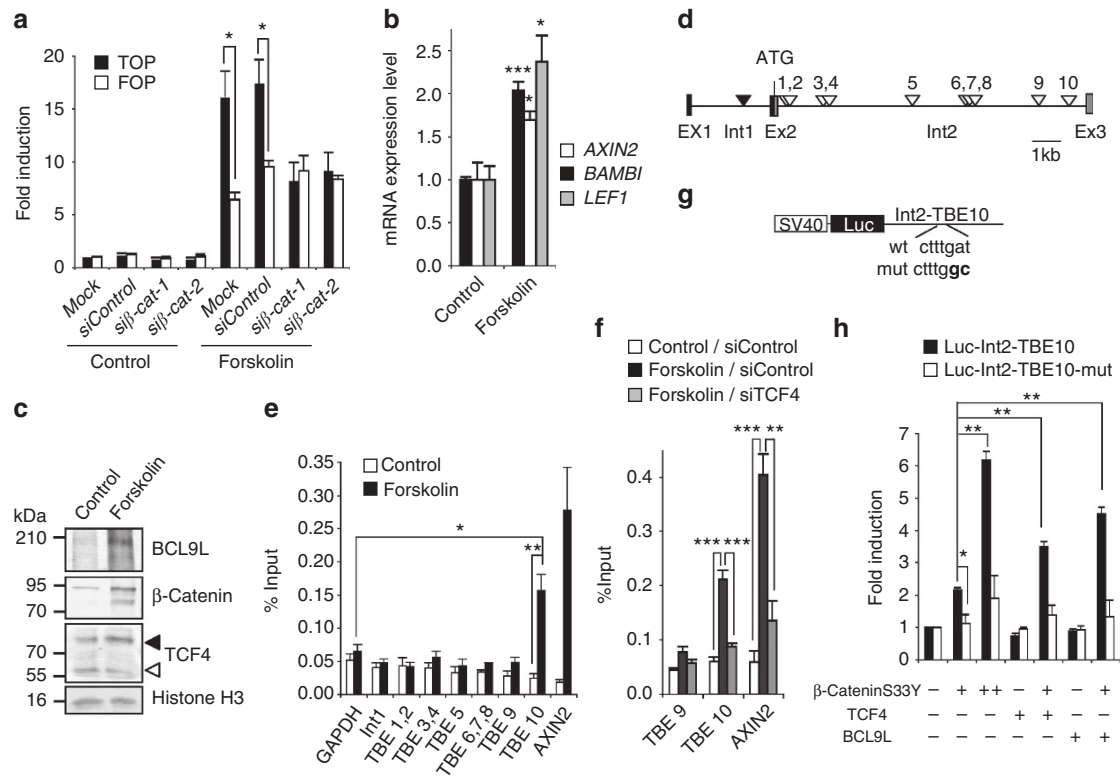 a
*
*
TOP
FOP
20
15
10
5
0
Fold induction
Mock
siControl
siβ-cat-1
siβ-cat-2
Mock
siControl
siβ-cat-1
siβ-cat-2
Control
Forskolin
b
*
***
*
2.5
2.0
1.5
1.0
0.5
0.0
mRNA expression level
AXIN2
BAMBI
LEF1
Control
Forskolin
d
ATG
1,2
3,4
5
6,7,8
9
10
EX1
Int1
Ex2
Int2
Ex3
1kb
g
SV40
Luc
Int2-TBE10
wt ctttgat
mut ctttggc
c
Control
Forskolin
kDa
210
BCL9L
95
70
β-Catenin
70
55
TCF4
16
Histone H3
e
Control
Forskolin
0.35
0.30
0.25
0.20
0.15
0.10
0.05
0.00
% Input
*
**
GAPDH
Int1
TBE 1,2
TBE 3,4
TBE 5
TBE 6,7,8
TBE 9
TBE 10
AXIN2
f
Control / siControl
Forskolin / siControl
Forskolin / siTCF4
*** **
*** ***
0.6
0.4
0.2
0.0
%Input
TBE 9
TBE 10
AXIN2
h
Luc-Int2-TBE10
Luc-Int2-TBE10-mut
**
**
**
*
7
6
5
4
2
1
0
Fold induction
β-CateninS33Y – + ++ – + – +
TCF4 – – – + + – –
BCL9L – – – – – + +